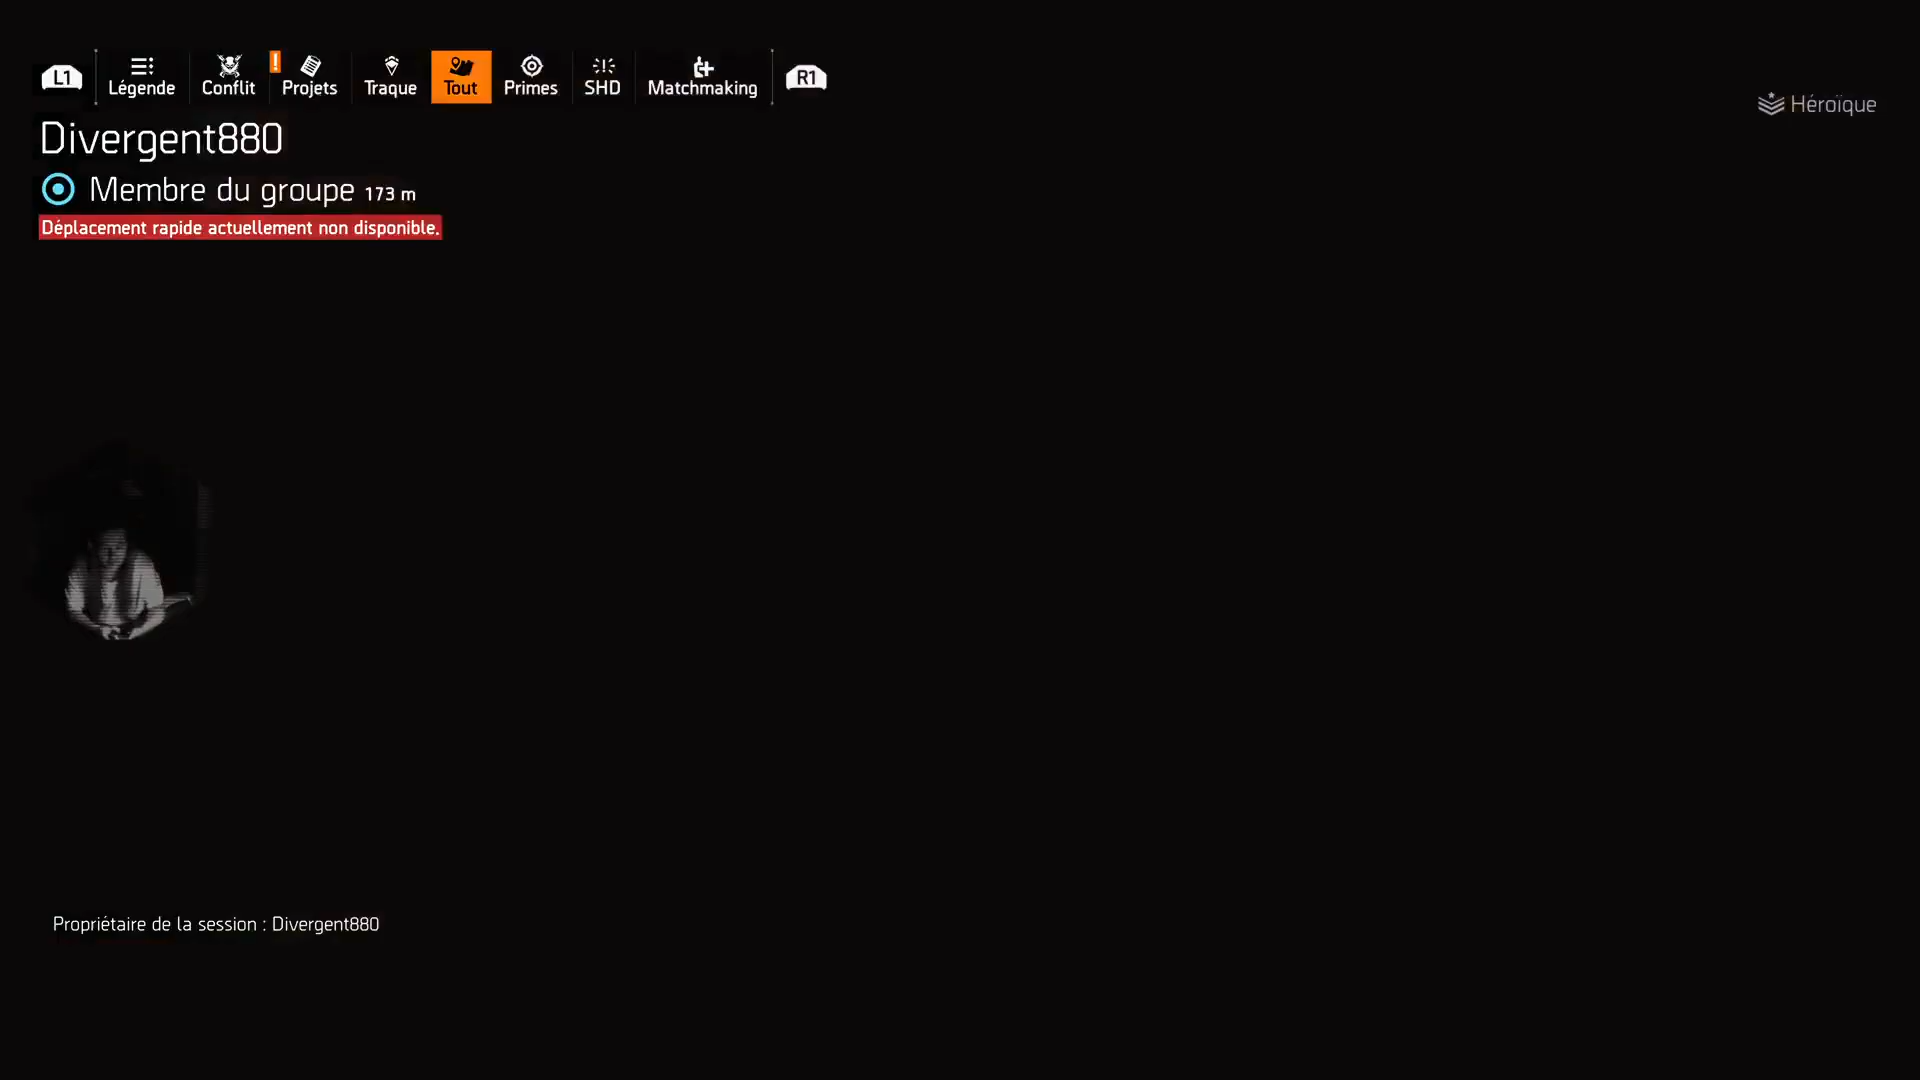 L1 Légende Conflit ! Projets Traque Tout Primes SHD Matchmaking R1
Héroïque
Divergent880
Membre du groupe 173 m
Déplacement rapide actuellement non disponible.
Propriétaire de la session : Divergent880